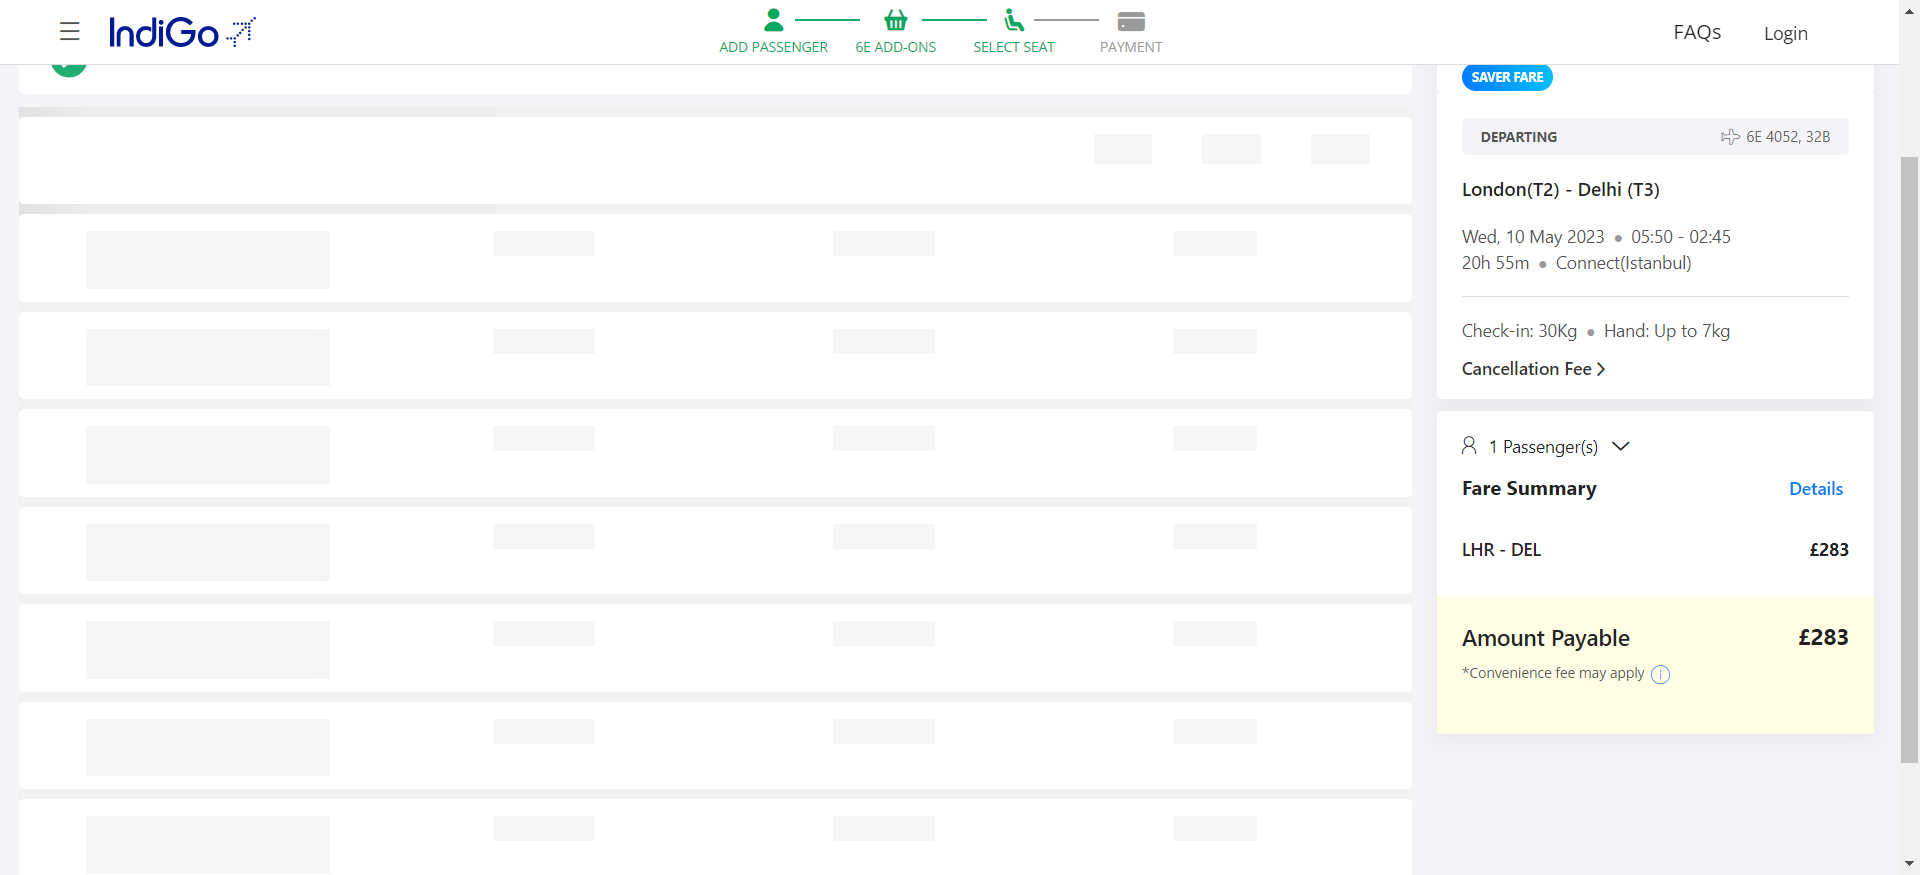 IndiGo
ADD PASSENGER
6E ADD-ONS
SELECT SEAT
PAYMENT
FAQs
Login
SAVER FARE
DEPARTING
6E 4052, 32B
London(T2) - Delhi (T3)
Wed, 10 May 2023 ● 05:50 - 02:45
20h 55m ● Connect(Istanbul)
Check-in: 30Kg ● Hand: Up to 7kg
Cancellation Fee
1 Passenger(s)
Fare Summary
Details
LHR - DEL
£283
Amount Payable
£283
*Convenience fee may apply